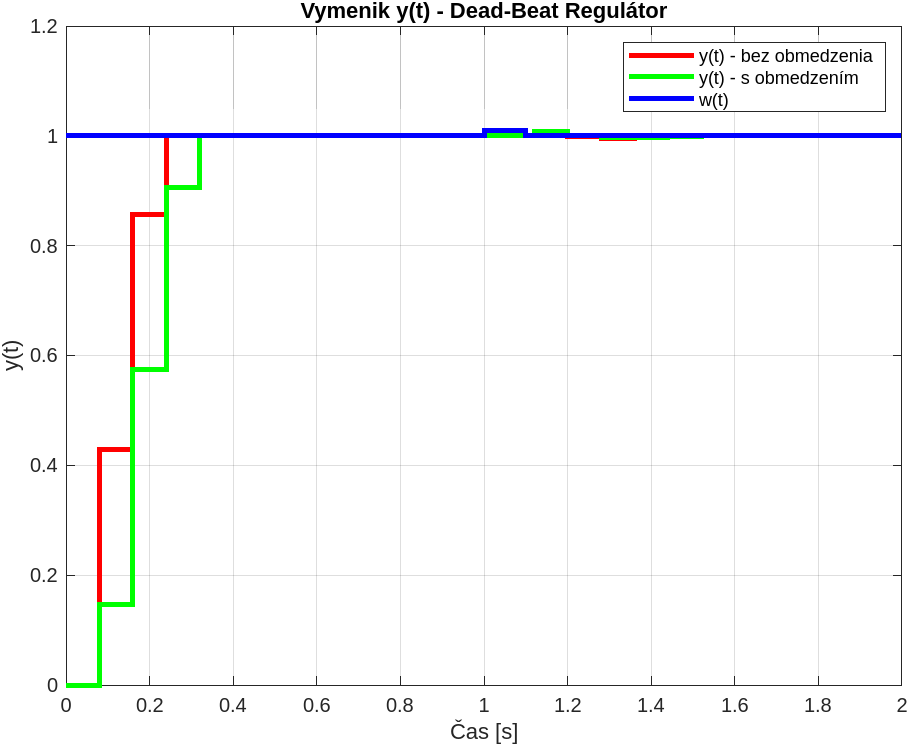 Vymenik y(t) - Dead-Beat Regulátor
y(t) - bez obmedzenia
y(t) - s obmedzením
w(t)
1.2
1
0.8
0.6
0.4
0.2
0
y(t)
0 0.2 0.4 0.6 0.8 1 1.2 1.4 1.6 1.8 2
Čas [s]